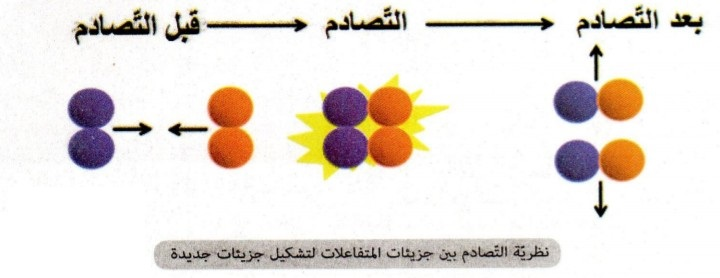 قبل التَّصادم
التَّصادم
بعد التَّصادم
نظريّة التّصادم بين جزيئات المتفاعلات لتشكيل جزيئات جديدة